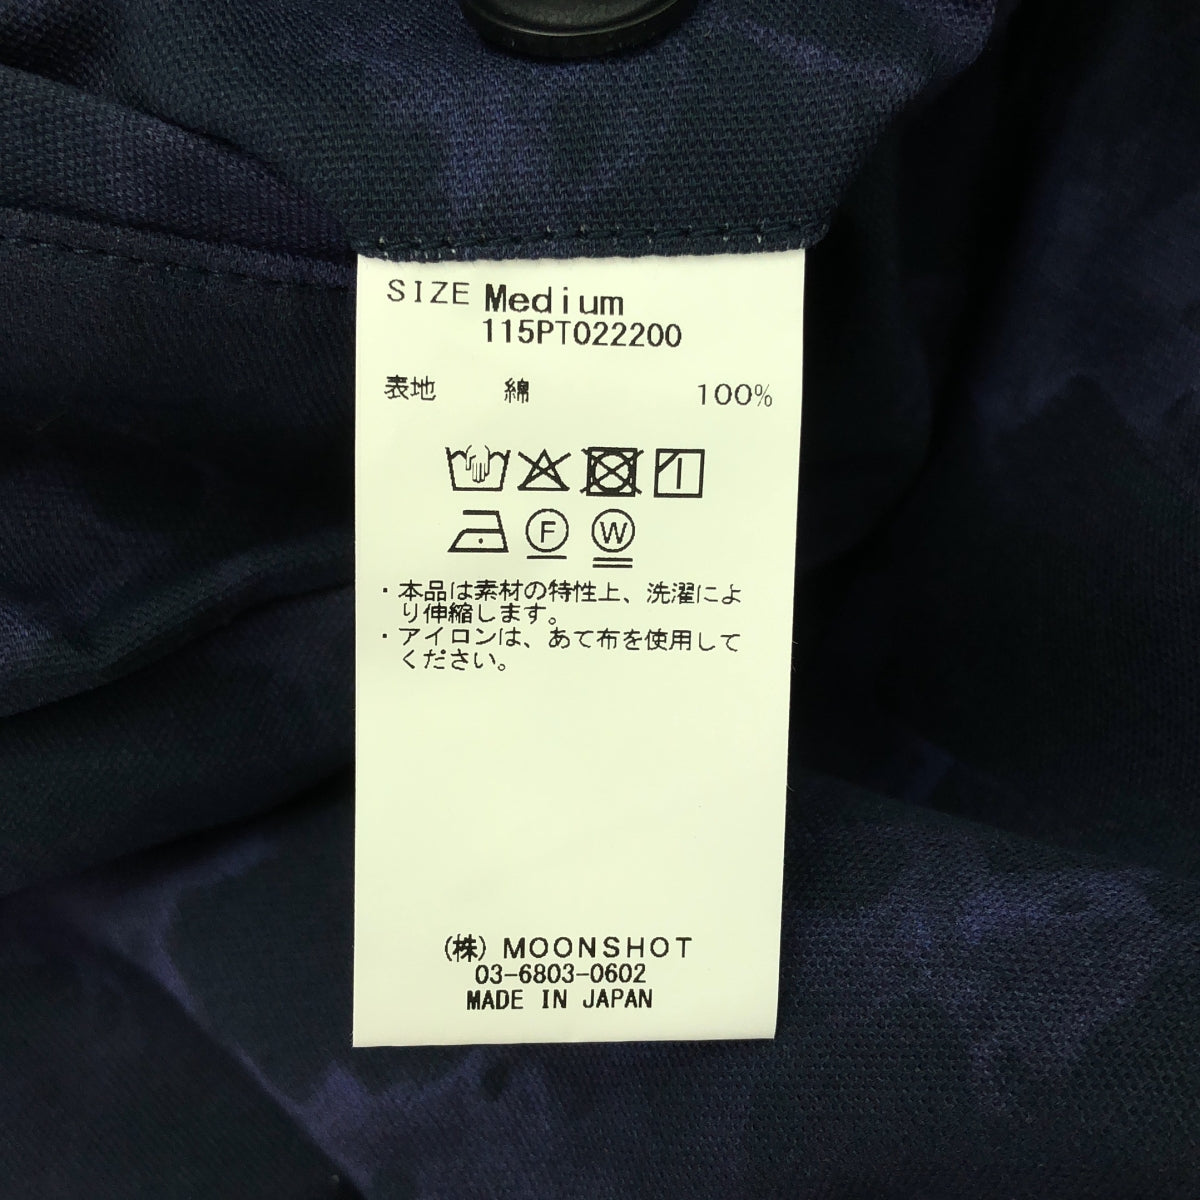 SIZE Medium
115PT022200
表地 綿 100%
F W
・本品は素材の特性上、洗濯によ
り伸縮します。
・アイロンは、あて布を使用して
ください。
(株) MOONSHOT
03-6803-0602
MADE IN JAPAN